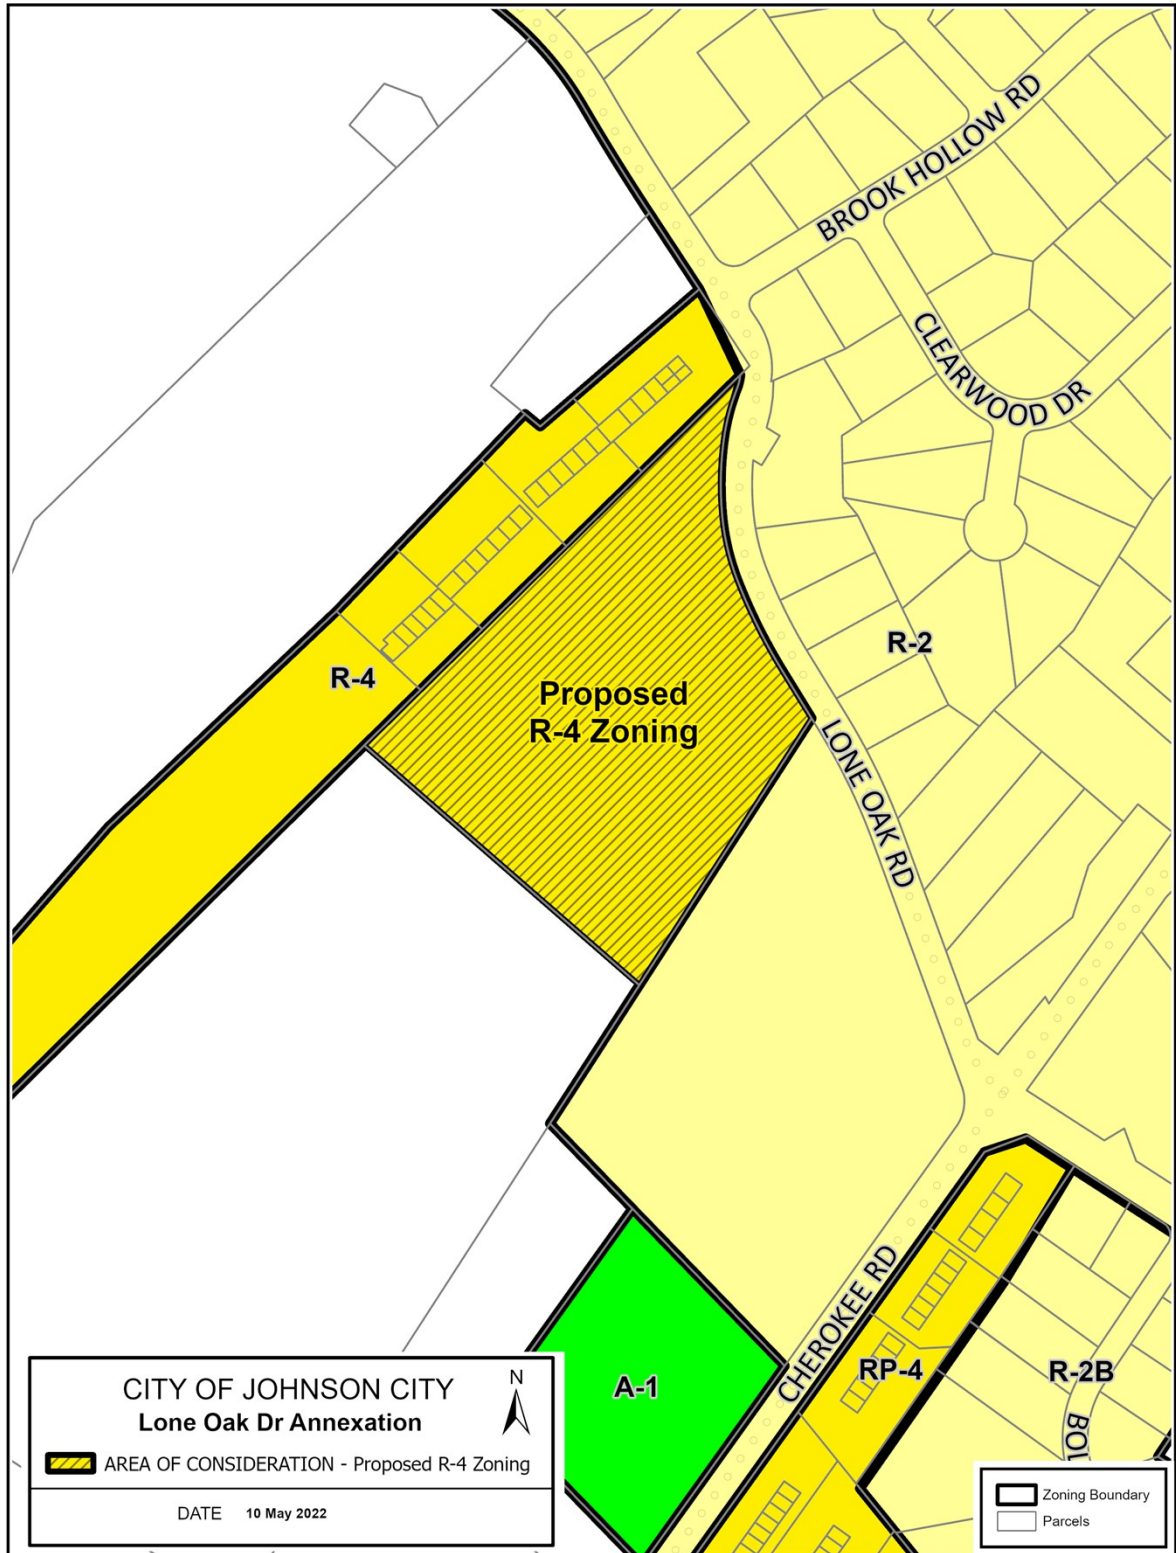 BROOK HOLLOW RD
CLEARWOOD DR
R-2
R-4
Proposed
R-4 Zoning
LONE OAK RD
CHEROKEE RD
A-1
RP-4
R-2B
CITY OF JOHNSON CITY
N
Lone Oak Dr Annexation
AREA OF CONSIDERATION - Proposed R-4 Zoning
DATE 10 May 2022
Zoning Boundary
Parcels